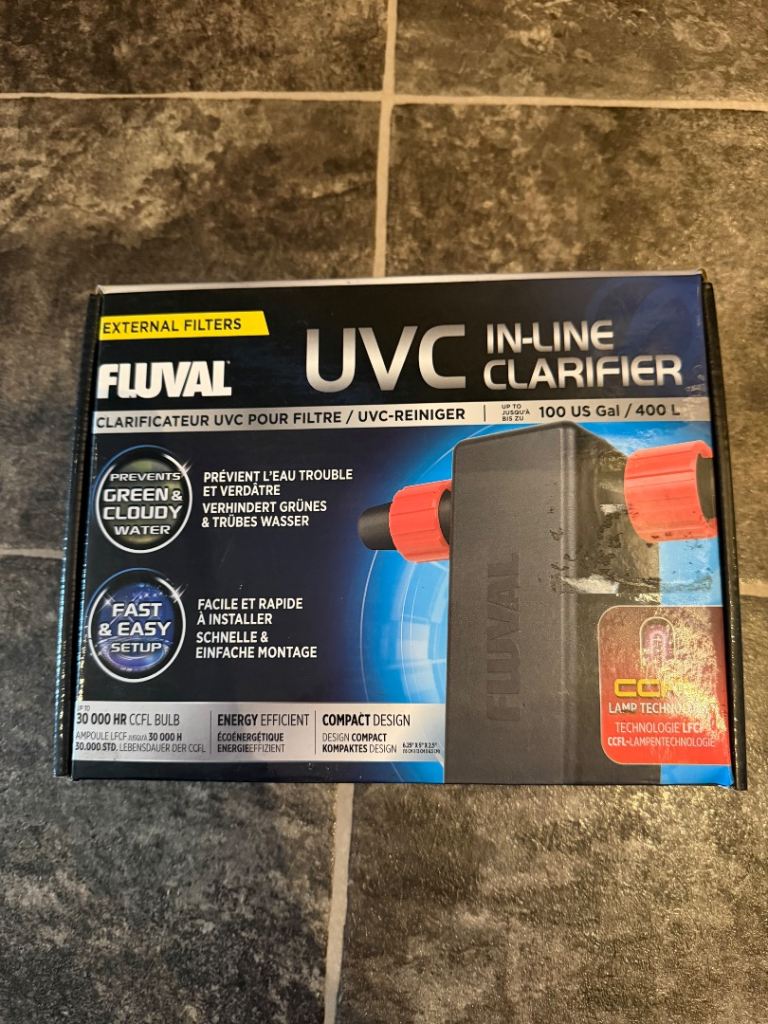 EXTERNAL FILTERS
FLUVAL
UVC IN-LINE CLARIFIER
CLARIFICATEUR UVC POUR FILTRE / UVC-REINIGER
UP TO
JUSQU'À
BIS ZU
100 US Gal / 400 L
PREVENTS
GREEN &
CLOUDY
WATER
PRÉVIENT L'EAU TROUBLE
ET VERDÂTRE
VERHINDERT GRÜNES
& TRÜBES WASSER
FAST
& EASY
SETUP
FACILE ET RAPIDE
À INSTALLER
SCHNELLE &
EINFACHE MONTAGE
FLUVAL
CCFL
LAMP TECHNOLOGY
TECHNOLOGIE LFCF
CCFL-LAMPENTECHNOLOGIE
UP TO
30 000 HR CCFL BULB
AMPOULE LFCF JUSQU'À 30 000 H
30.000 STD. LEBENSDAUER DER CCFL
ENERGY EFFICIENT
ÉCOÉNERGÉTIQUE
ENERGIEEFFIZIENT
COMPACT DESIGN
DESIGN COMPACT
KOMPAKTES DESIGN